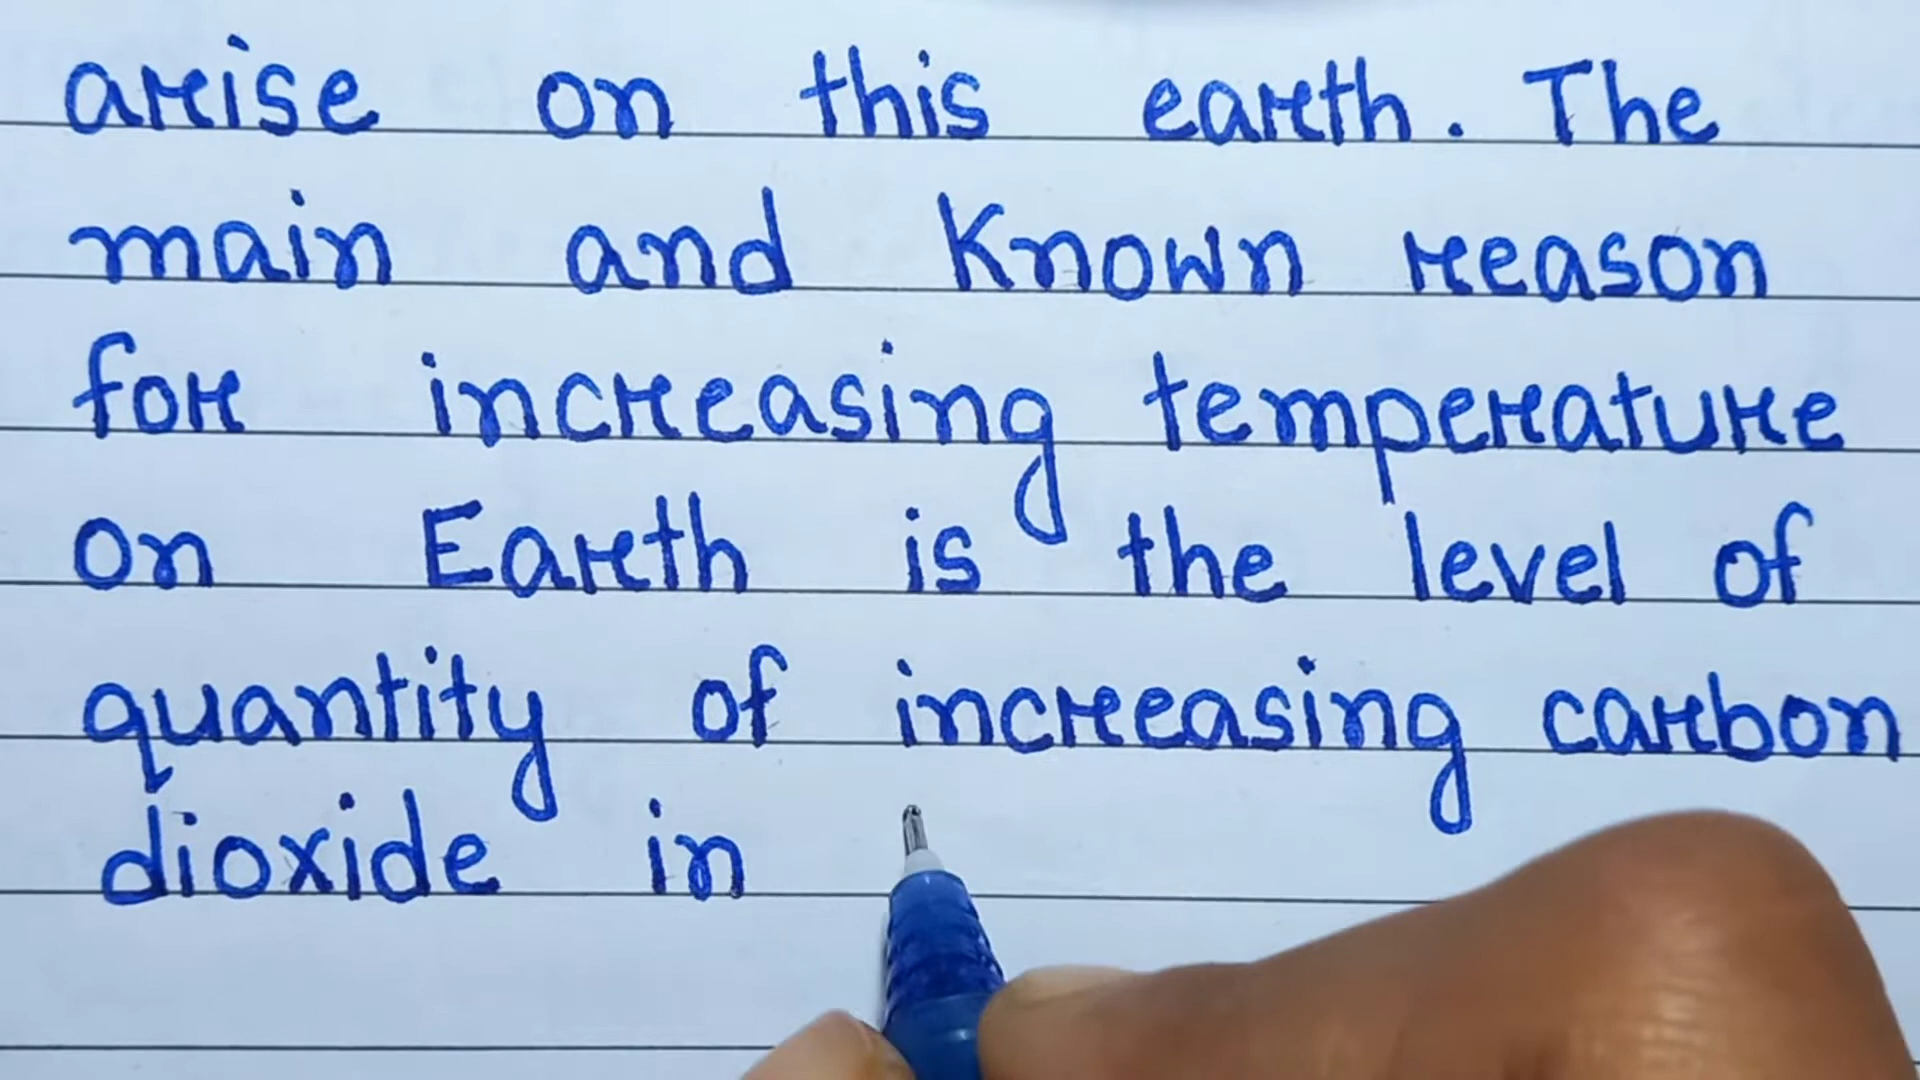 arise on this earth. The
main and Known reason
for increasing temperature
on Earth is the level of
quantity of increasing carbon
dioxide in